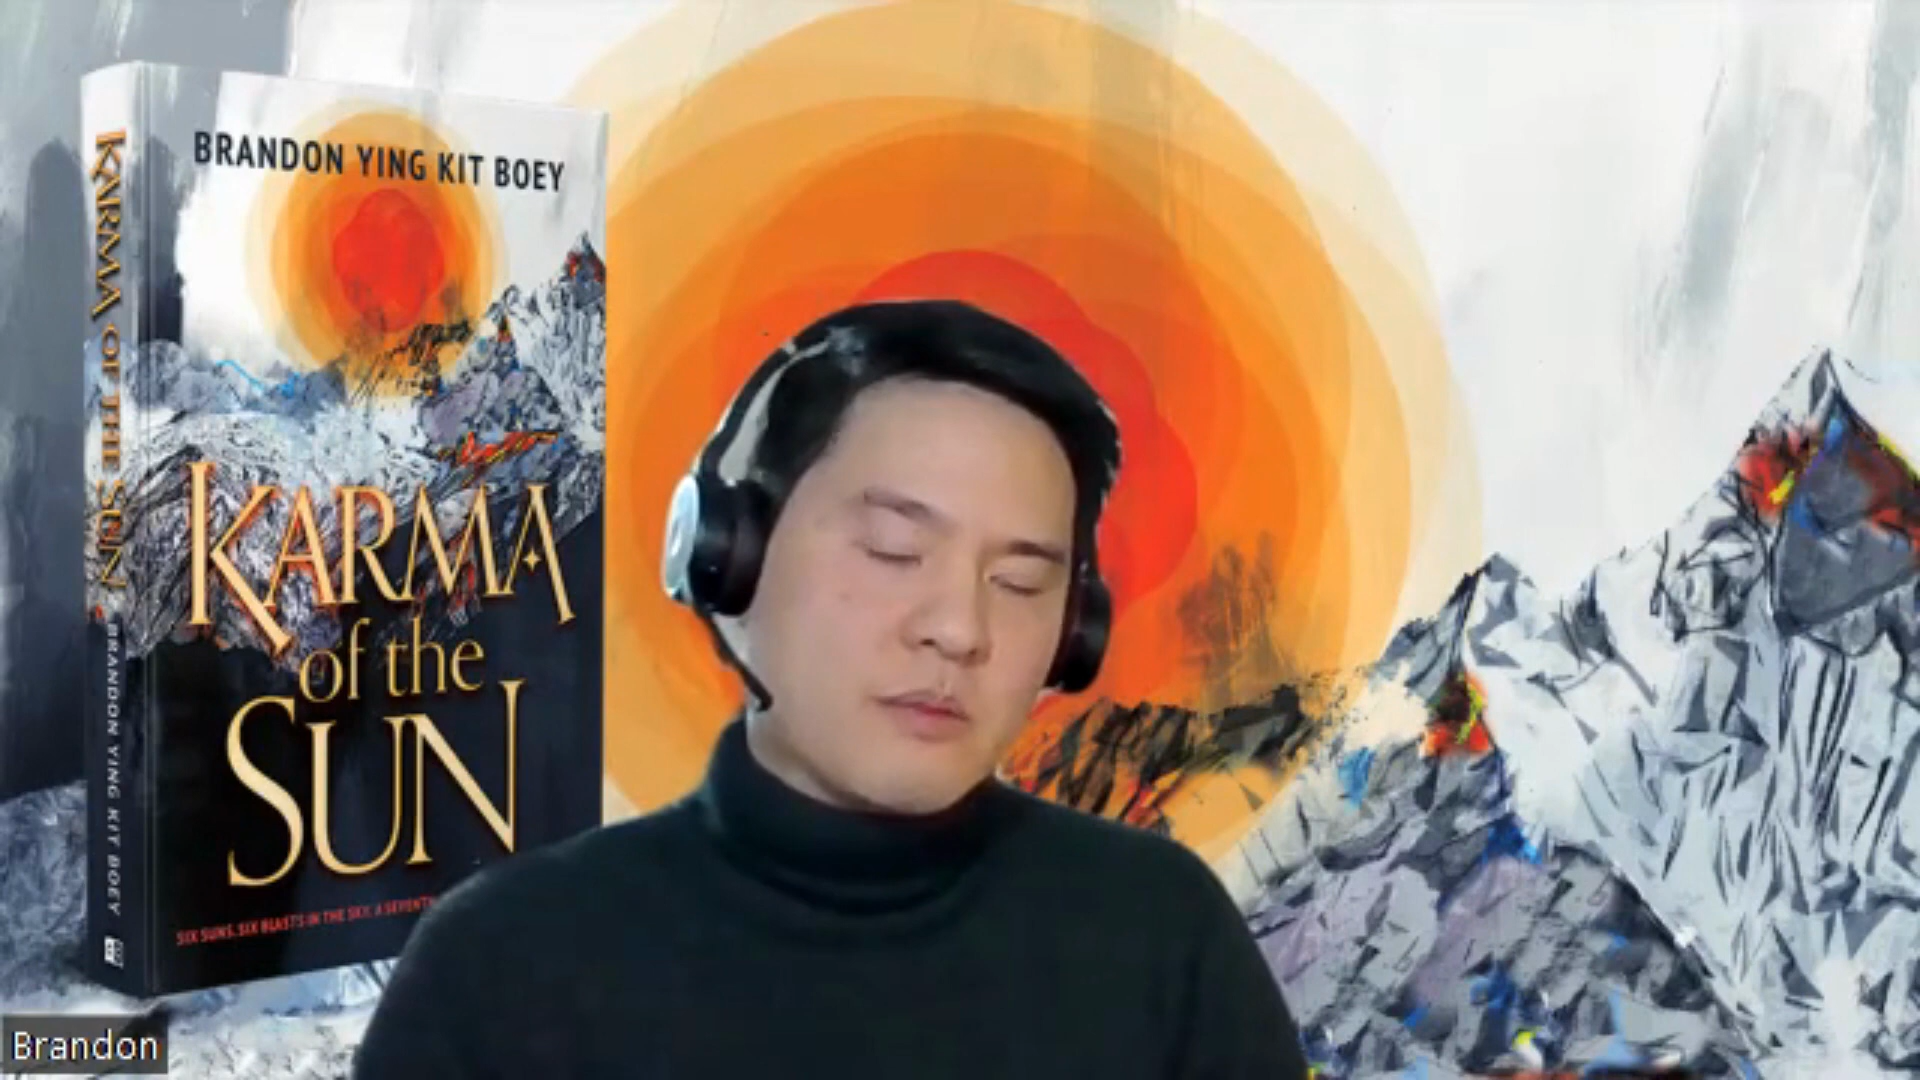 BRANDON YING KIT BOEY
KARMA
of the
SUN
SIX SUNS. SIX BLASTS IN THE SKY. A SEVENTH
KARMA OF THE SUN
BRANDON YING KIT BOEY
Brandon